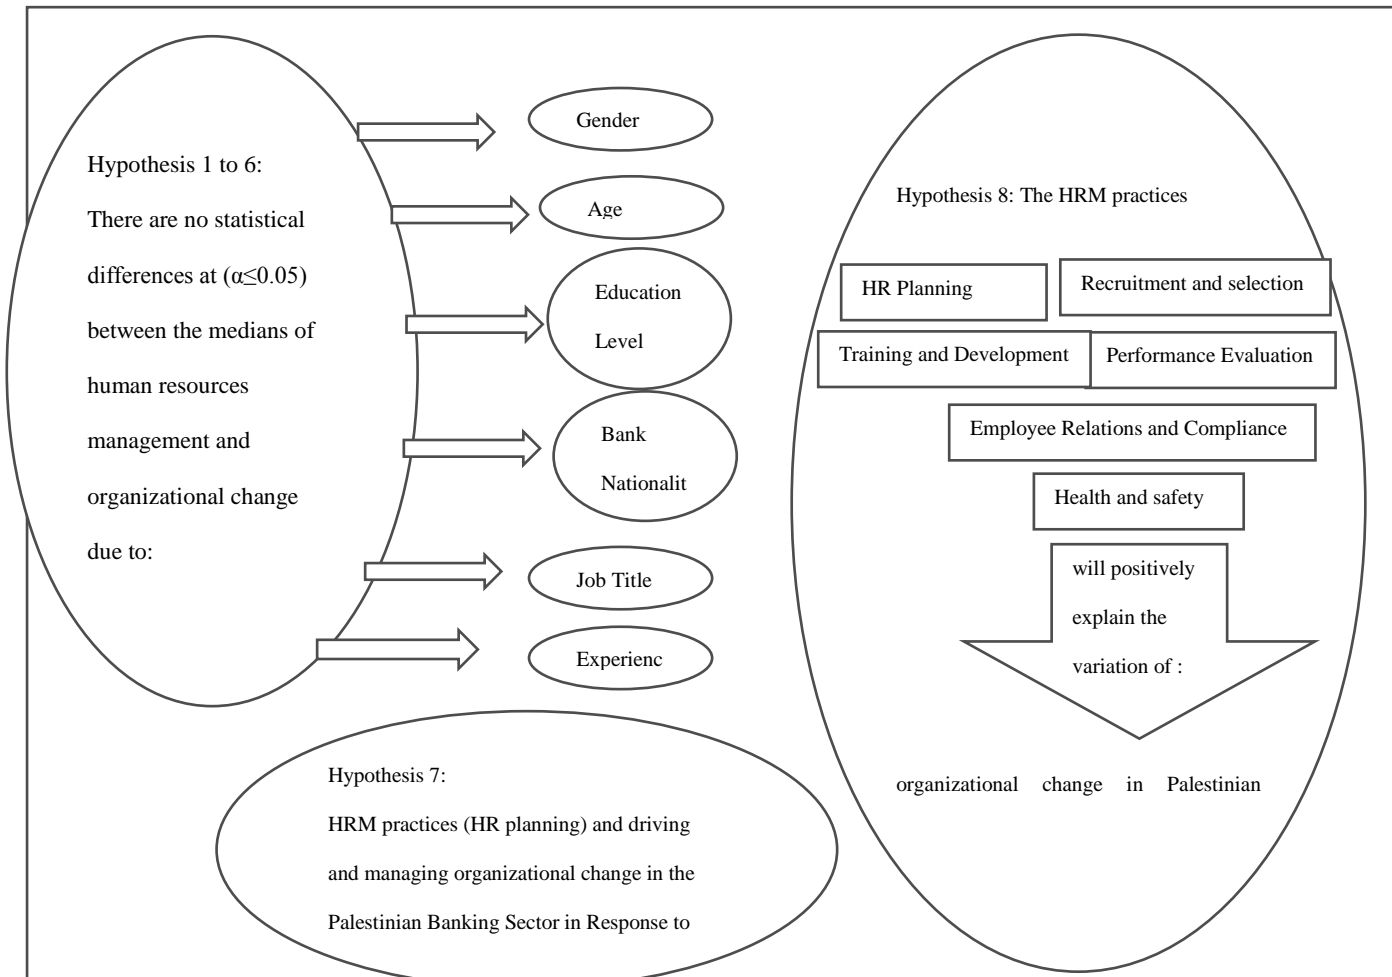 Hypothesis 1 to 6:
There are no statistical
differences at (α≤0.05)
between the medians of
human resources
management and
organizational change
due to:
Gender
Age
Education
Level
Bank
Nationalit
Job Title
Experienc
Hypothesis 7:
HRM practices (HR planning) and driving
and managing organizational change in the
Palestinian Banking Sector in Response to
Hypothesis 8: The HRM practices
HR Planning
Recruitment and selection
Training and Development
Performance Evaluation
Employee Relations and Compliance
Health and safety
will positively
explain the
variation of :
organizational change in Palestinian